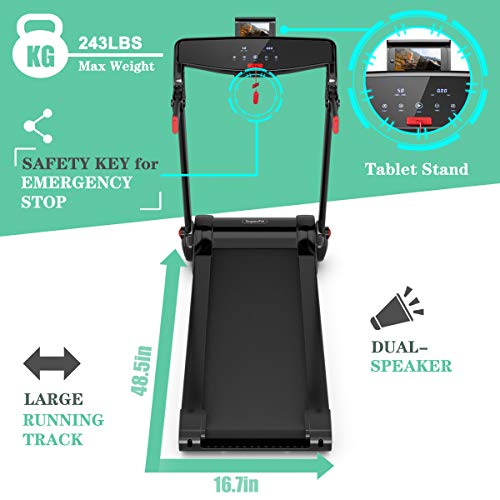 KG
243LBS
Max Weight
SAFETY KEY for
EMERGENCY
STOP
Tablet Stand
SuperFit
48.5in
16.7in
LARGE
RUNNING
TRACK
DUAL-
SPEAKER